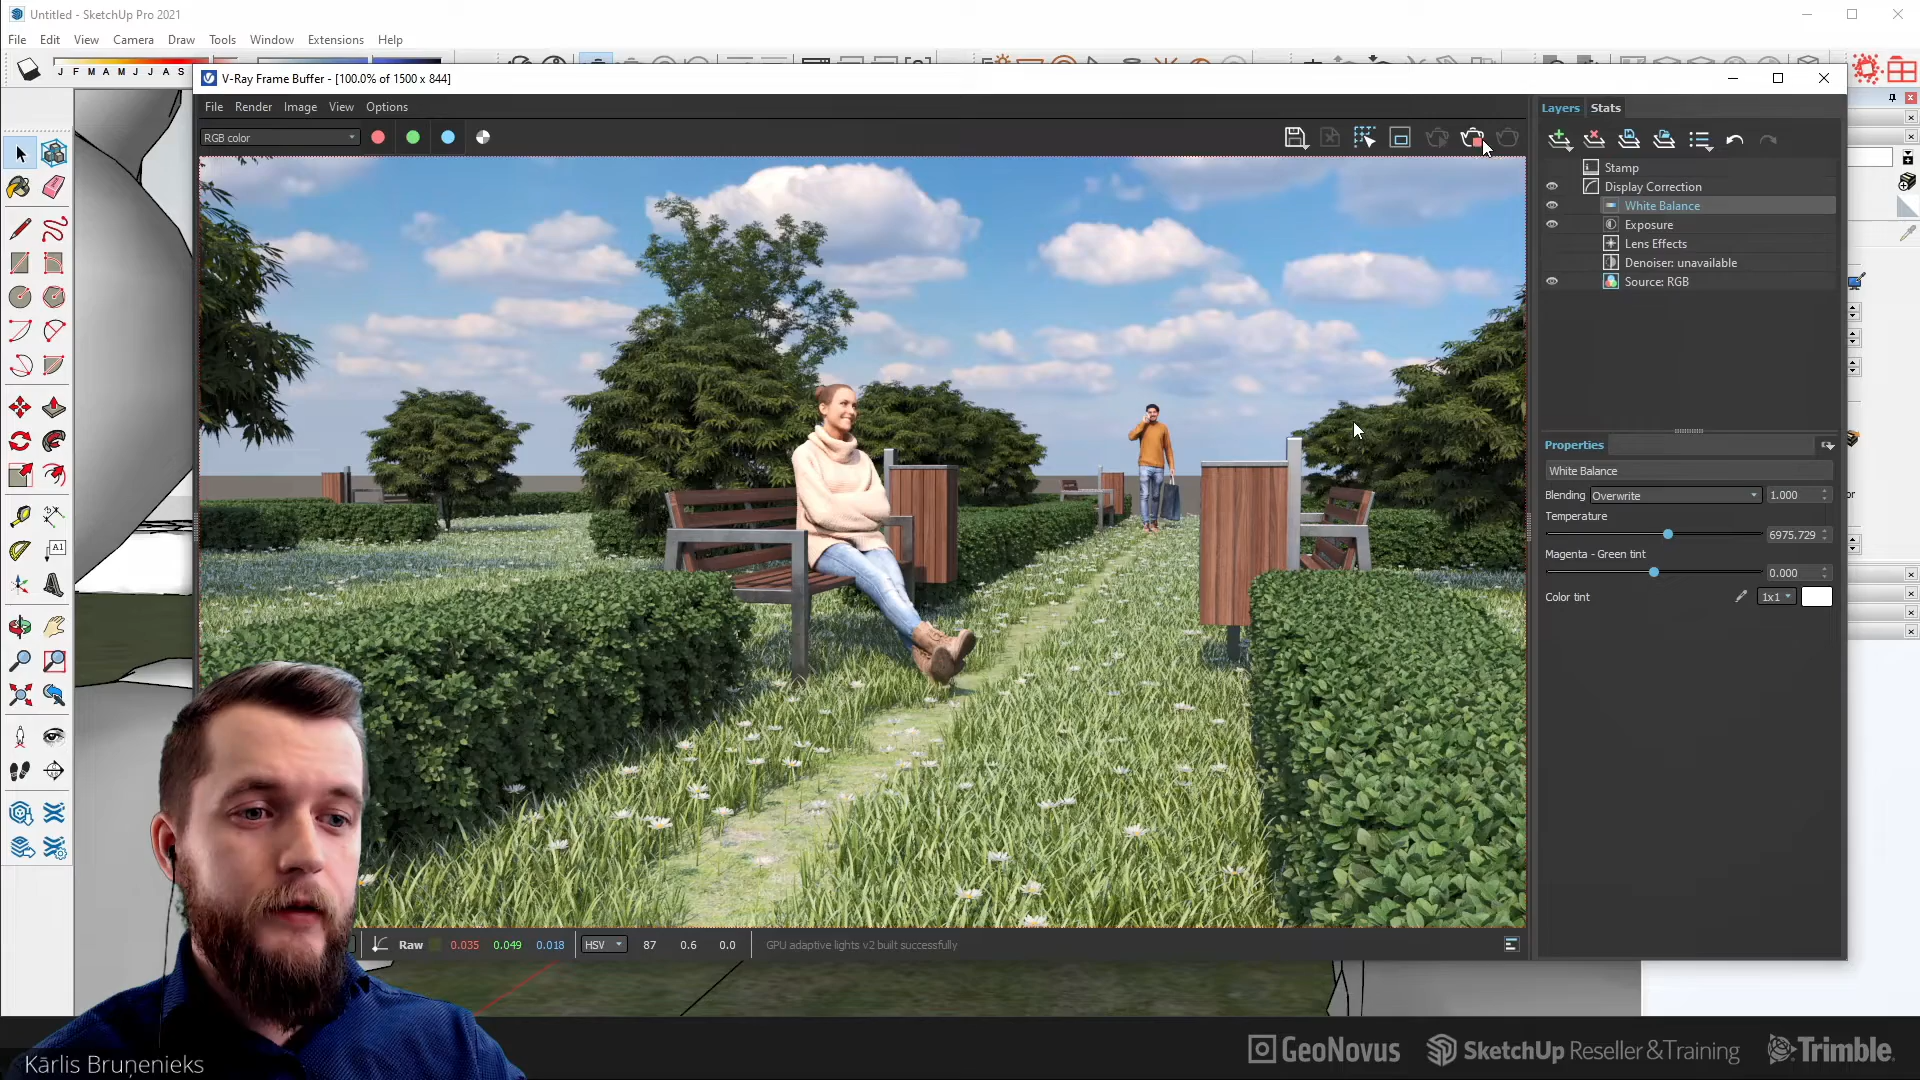 Untitled - SketchUp Pro 2021
File Edit View Camera Draw Tools Window Extensions Help
J F M A M J J A S
V-Ray Frame Buffer - [100.0% of 1500 x 844]
File Render Image View Options
RGB color
Layers Stats
Stamp
Display Correction
White Balance
Exposure
Lens Effects
Denoiser: unavailable
Source: RGB
Properties
White Balance
Blending Overwrite 1.000
Temperature
6975.729
Magenta - Green tint
0.000
Color tint 1x1
A1
Raw 0.035 0.049 0.018 HSV 87 0.6 0.0 GPU adaptive lights v2 built successfully
Kārlis Bruņenieks
GeoNovus SketchUp Reseller & Training Trimble